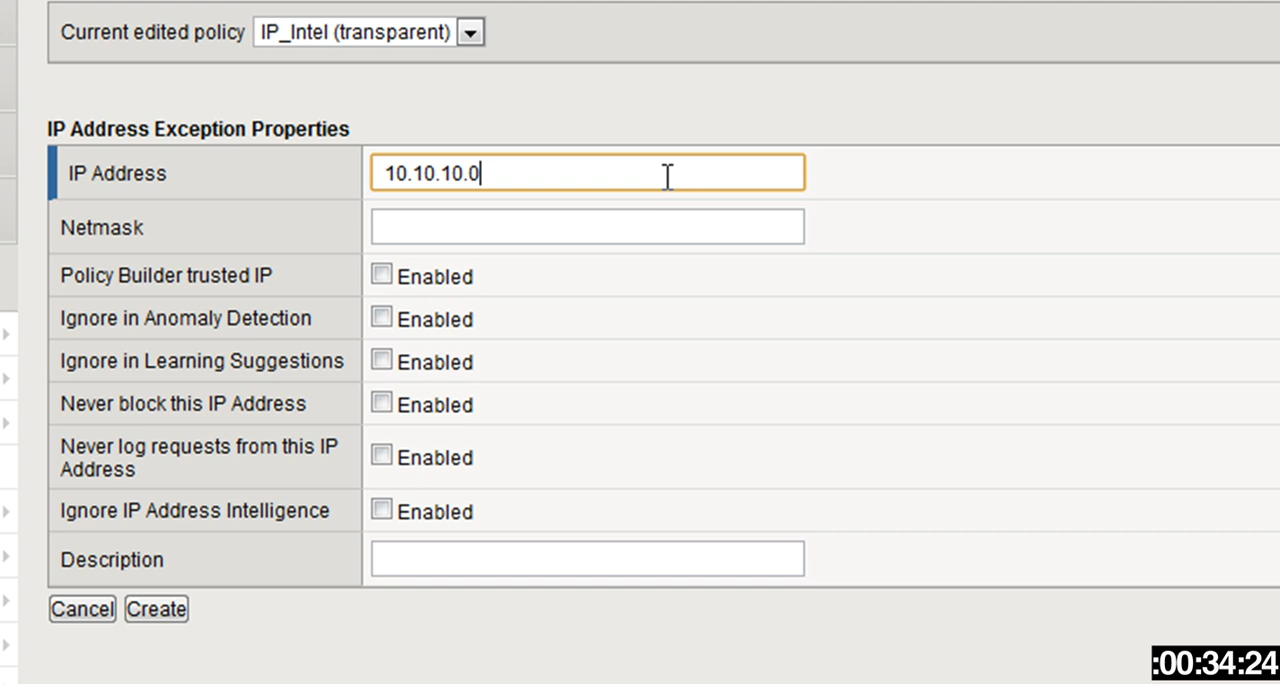 Current edited policy IP_Intel (transparent)
IP Address Exception Properties
IP Address 10.10.10.0
Netmask
Policy Builder trusted IP Enabled
Ignore in Anomaly Detection Enabled
Ignore in Learning Suggestions Enabled
Never block this IP Address Enabled
Never log requests from this IP
Address Enabled
Ignore IP Address Intelligence Enabled
Description
Cancel Create
:00:34:24